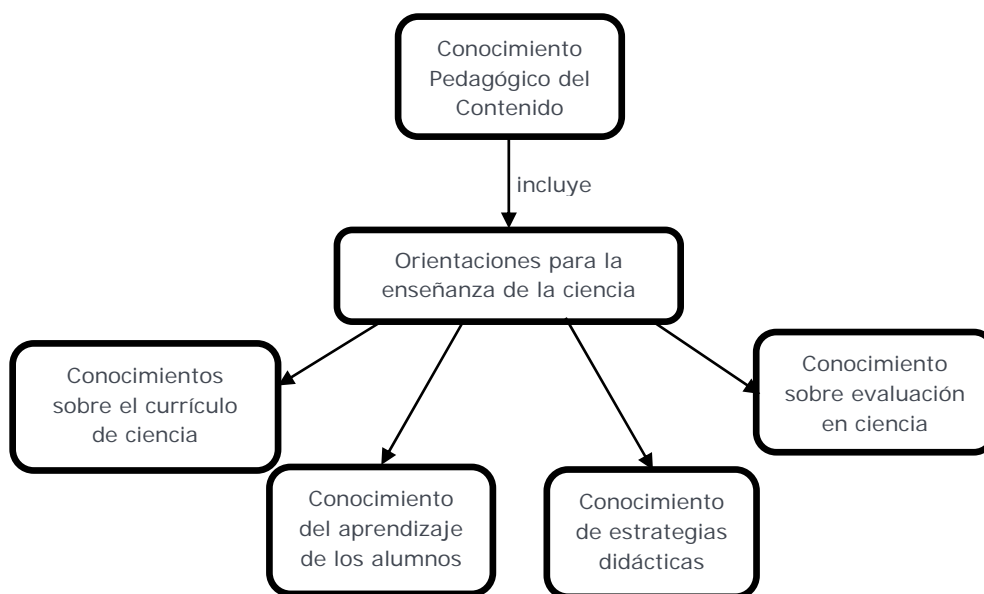 Conocimiento
Pedagógico del
Contenido
incluye
Orientaciones para la
enseñanza de la ciencia
Conocimientos
sobre el currículo
de ciencia
Conocimiento
del aprendizaje
de los alumnos
Conocimiento
de estrategias
didácticas
Conocimiento
sobre evaluación
en ciencia